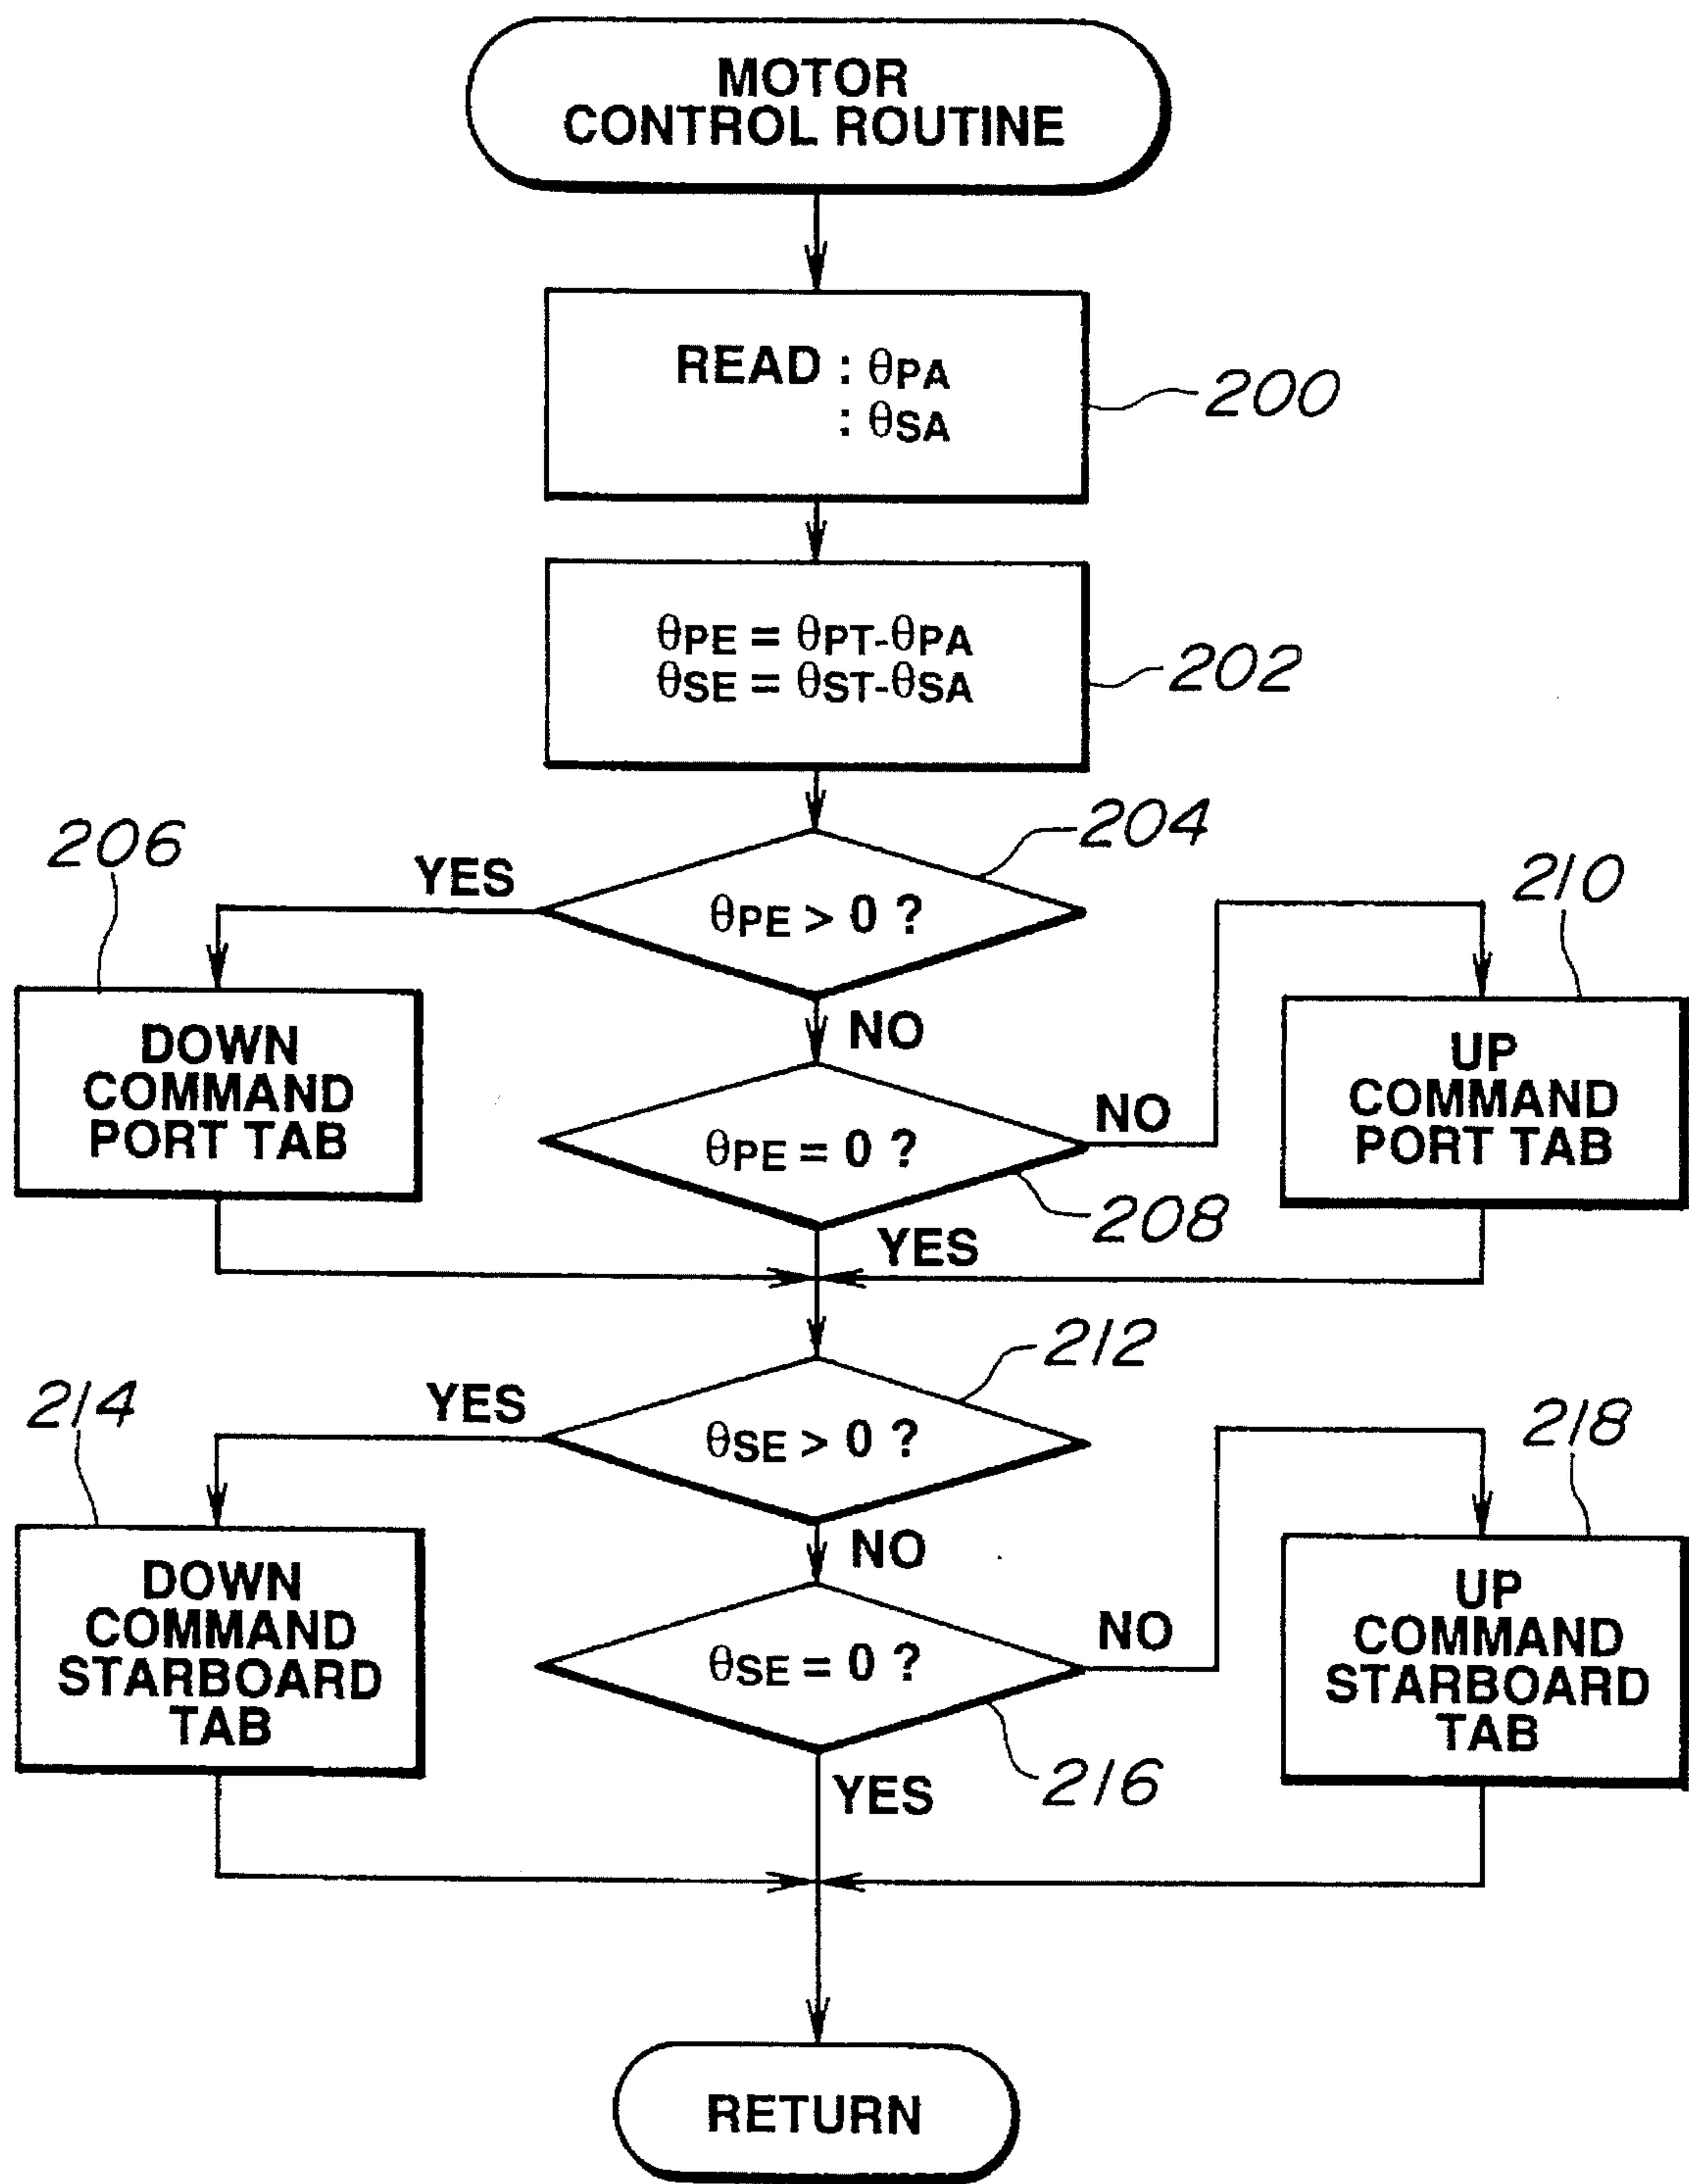 MOTOR
CONTROL ROUTINE
READ : θPA
: θSA
200
θPE = θPT-θPA
θSE = θST-θSA
202
204
206
YES
θPE > 0 ?
210
NO
DOWN
COMMAND
PORT TAB
UP
COMMAND
PORT TAB
NO
θPE = 0 ?
208
YES
212
214
YES
θSE > 0 ?
218
NO
DOWN
COMMAND
STARBOARD
TAB
UP
COMMAND
STARBOARD
TAB
NO
θSE = 0 ?
216
YES
RETURN